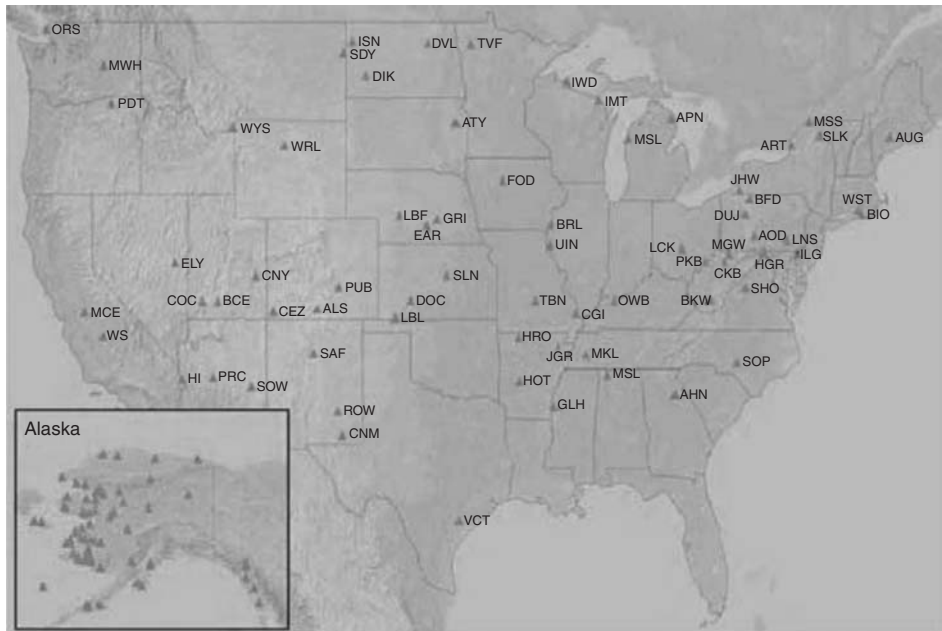 ORS
ISN
DVL
TVF
SDY
MWH
DIK
IWD
PDT
IMT
APN
WYS
ATY
MSS
MSL
SLK
AUG
WRL
ART
FOD
JHW
BFD
WST
LBF
GRI
DUJ
BIO
EAR
BRL
AOD
LNS
UIN
LCK
MGW
ILG
PKB
HGR
ELY
CNY
SLN
CKB
PUB
SHO
COC
BCE
DOC
TBN
OWB
BKW
MCE
CEZ
ALS
LBL
CGI
WS
HRO
SAF
JGR
MKL
SOP
HI
PRC
SOW
HOT
MSL
AHN
GLH
ROW
Alaska
CNM
VCT